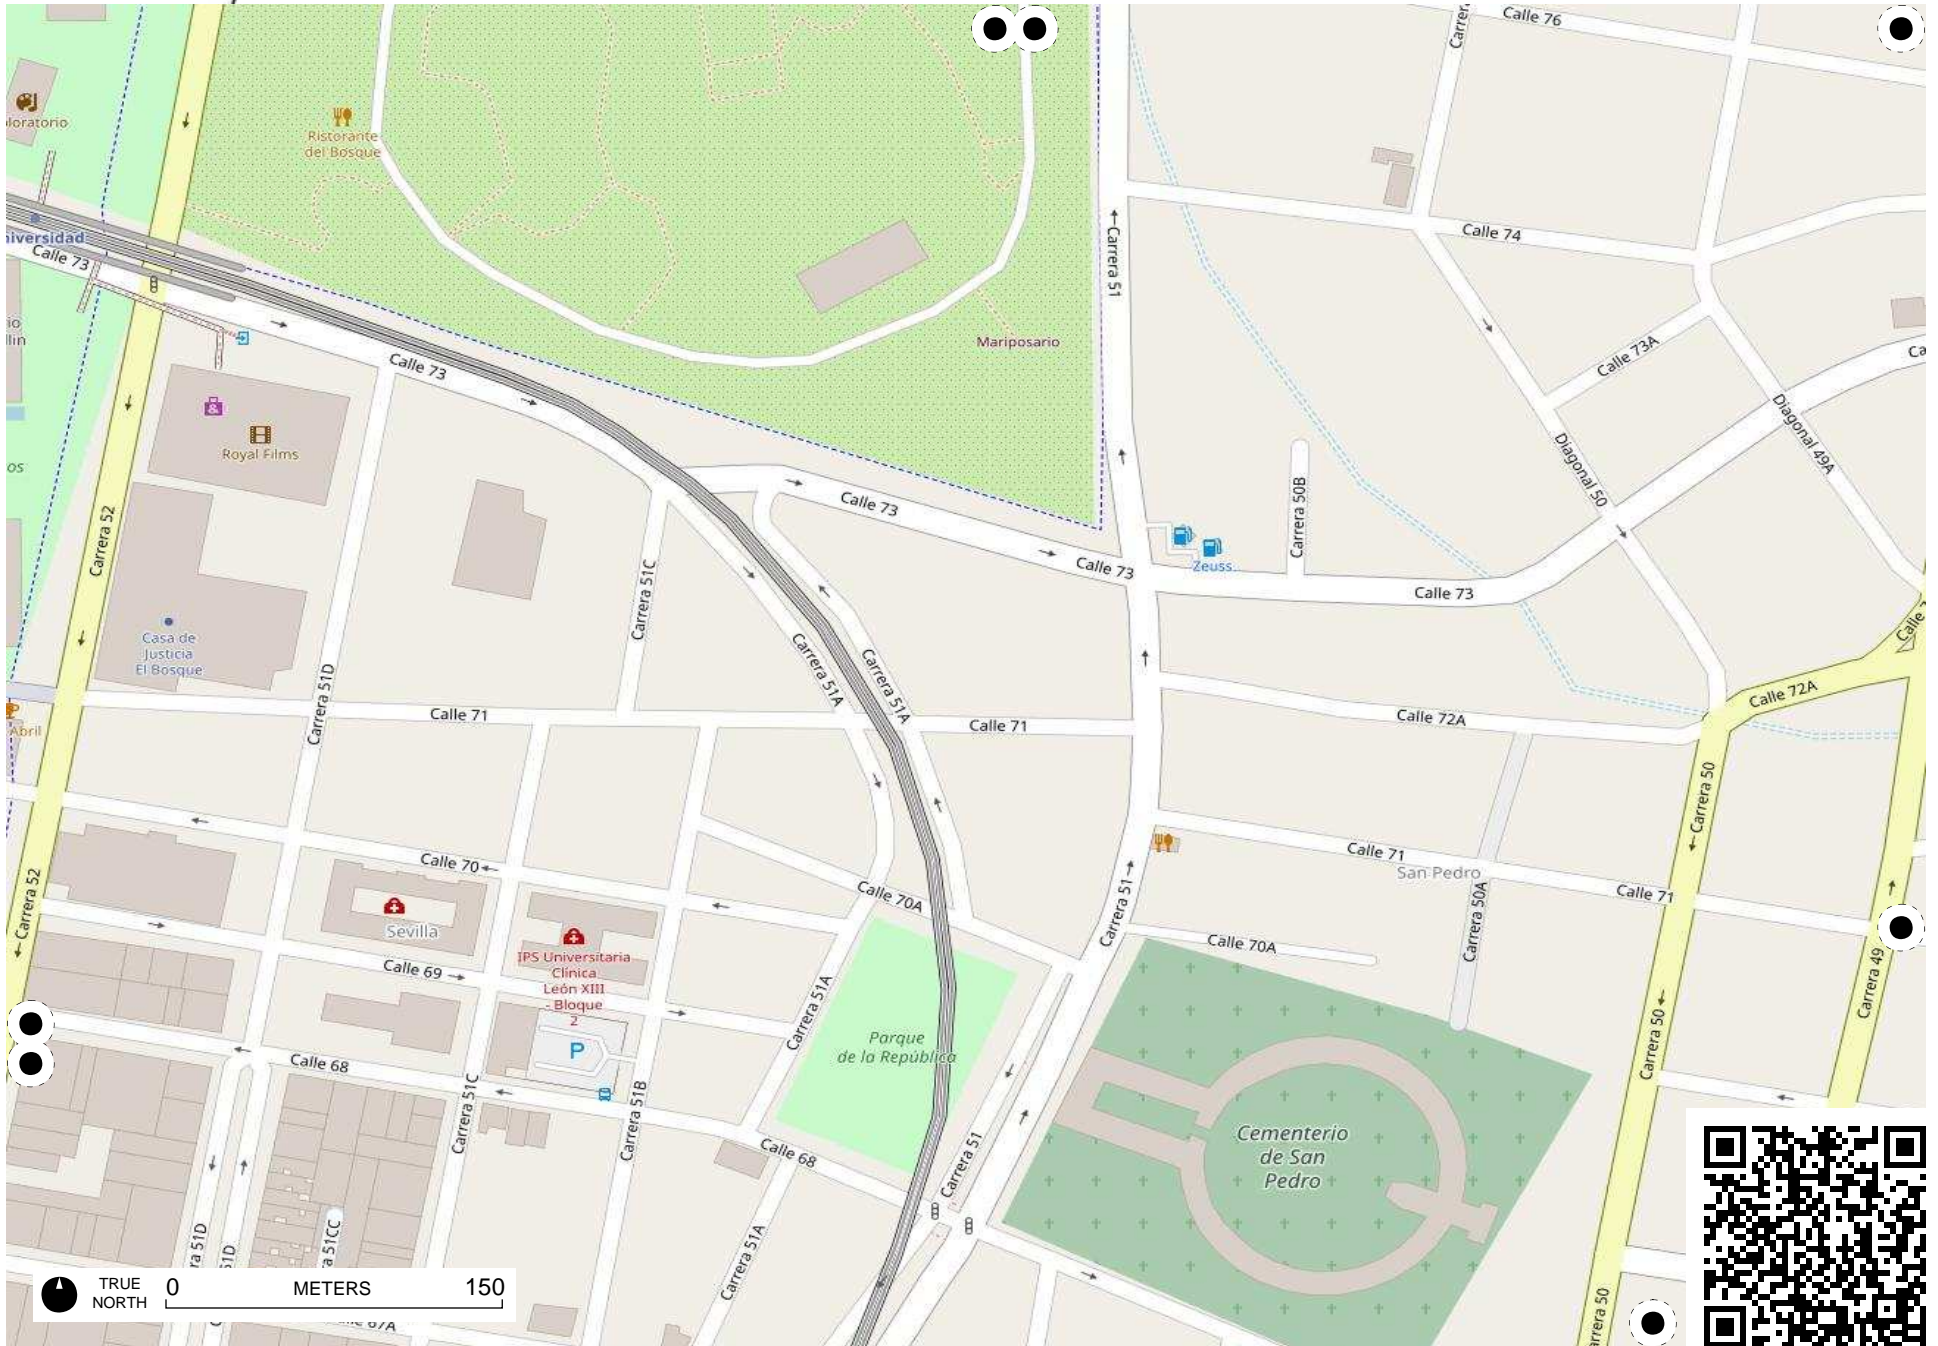 Calle 76
Ristorante
del Bosque
Calle 73
Calle 74
Carrera 51
Mariposario
Calle 73A
Calle 73
Royal Films
Diagonal 49A
Diagonal 50
Carrera 52
Calle 73
Carrera 50B
Calle 73
Zeuss
Calle 73
Carrera 51C
Casa de
Justicia
El Bosque
Carrera 51A
Carrera 51A
Carrera 51D
Calle 72A
Calle 71
Calle 71
Calle 72A
Abril
Carrera 50
Calle 70
Calle 71
San Pedro
Calle 71
Calle 70A
Carrera 52
Carrera 51
Carrera 50A
Sevilla
Calle 70A
Calle 69
IPS Universitaria
Clínica
León XIII
- Bloque
2
Carrera 51A
Carrera 49
Parque
de la República
Carrera 50
P
Calle 68
Carrera 51C
Carrera 51B
Calle 68
Carrera 51
Cementerio
de San
Pedro
Carrera 51A
TRUE
NORTH
0
METERS
150